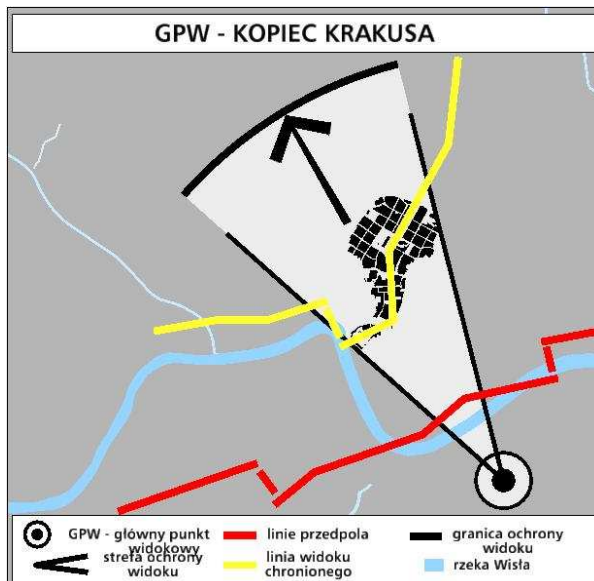 GPW - KOPIEC KRAKUSA
GPW - główny punkt
widokowy
strefa ochrony
widoku
linie przedpola
linia widoku
chronionego
granica ochrony
widoku
rzeka Wisła